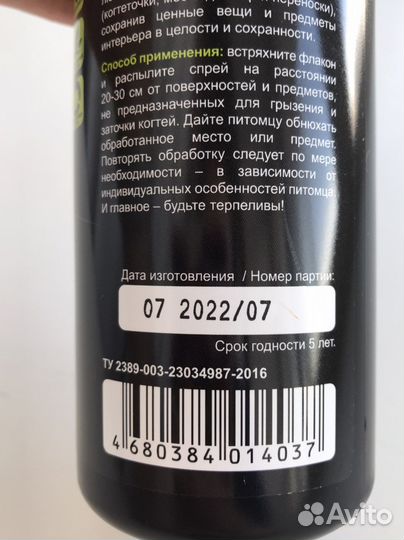 сохранив ценные вещи и предметы
интерьера в целости и сохранности.
Способ применения: встряхните флакон
и распылите спрей на расстоянии
20-30 см от поверхностей и предметов,
не предназначенных для грызения и
заточки когтей. Дайте питомцу обнюхать
обработанное место или предмет.
Повторять обработку следует по мере
необходимости – в зависимости от
индивидуальных особенностей питомца.
И главное – будьте терпеливы!
Дата изготовления / Номер партии:
07 2022/07
Срок годности 5 лет.
ТУ 2389-003-23034987-2016
4 680384 014037
Avito